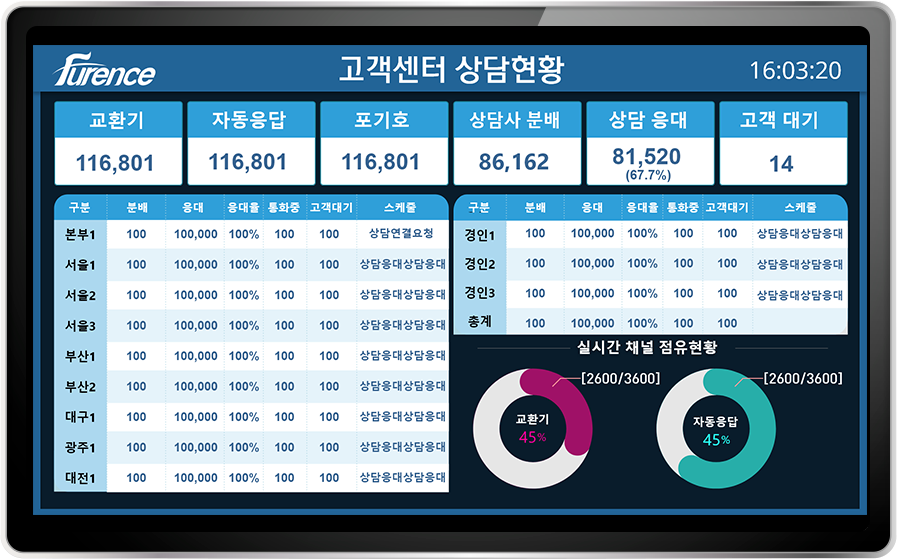 Furence
고객센터 상담현황
16:03:20
교환기 자동응답 포기호 상담사 분배 상담 응대 고객 대기
116,801 116,801 116,801 86,162 81,520 14
(67.7%)
구분 분배 응대 응대율 통화중 고객대기 스케줄
본부1 100 100,000 100% 100 100 상담연결요청
서울1 100 100,000 100% 100 100 상담응대상담응대
서울2 100 100,000 100% 100 100 상담응대상담응대
서울3 100 100,000 100% 100 100 상담응대상담응대
부산1 100 100,000 100% 100 100 상담응대상담응대
부산2 100 100,000 100% 100 100 상담응대상담응대
대구1 100 100,000 100% 100 100 상담응대상담응대
광주1 100 100,000 100% 100 100 상담응대상담응대
대전1 100 100,000 100% 100 100 상담응대상담응대
구분 분배 응대 응대율 통화중 고객대기 스케줄
경인1 100 100,000 100% 100 100 상담응대상담응대
경인2 100 100,000 100% 100 100 상담응대상담응대
경인3 100 100,000 100% 100 100 상담응대상담응대
총계 100 100,000 100% 100 100
실시간 채널 점유현황
[2600/3600]
교환기
45%
[2600/3600]
자동응답
45%